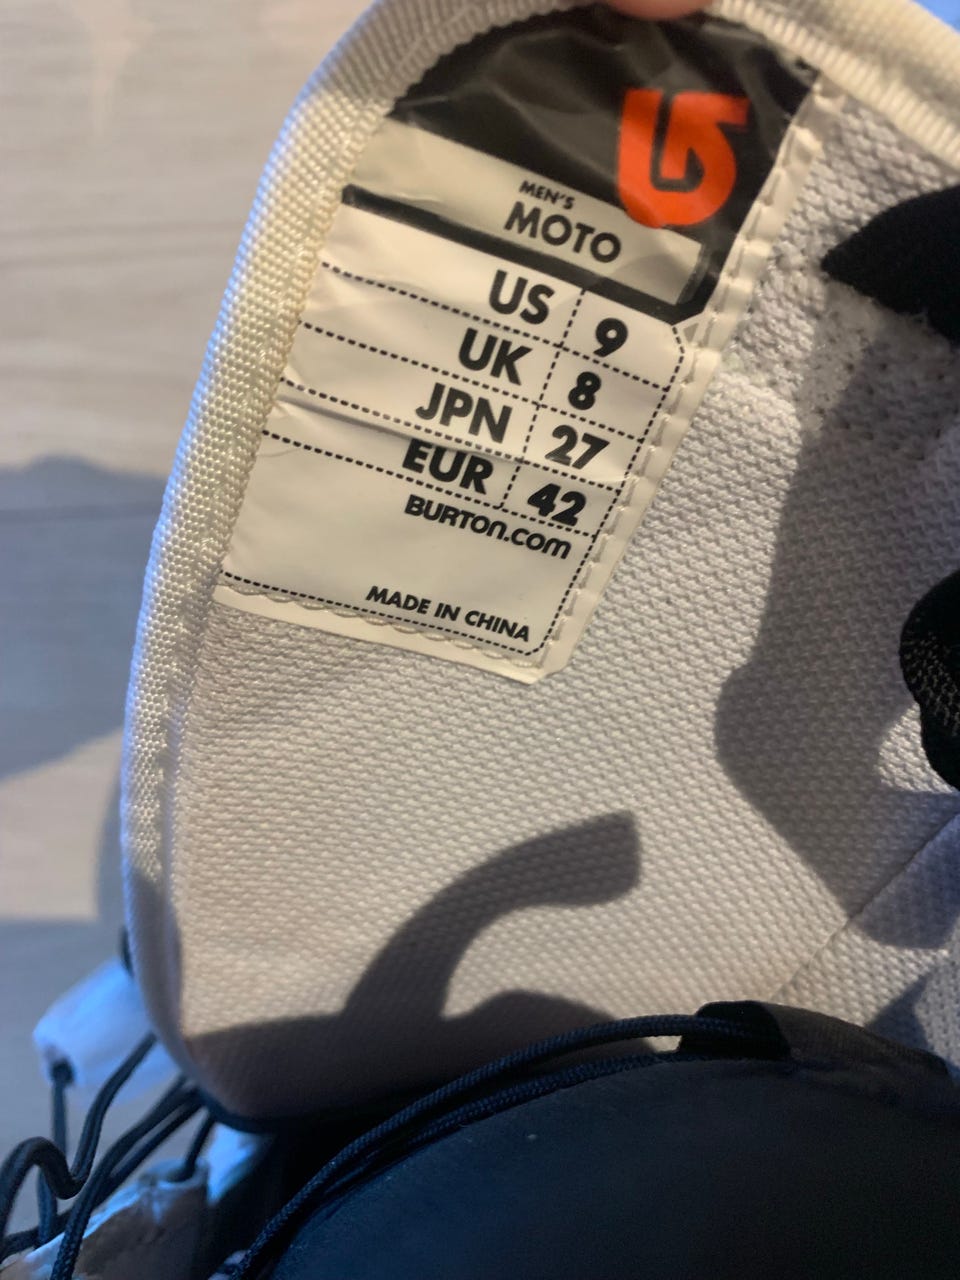 MEN'S
MOTO
US 9
UK 8
JPN 27
EUR 42
BURTON.com
MADE IN CHINA